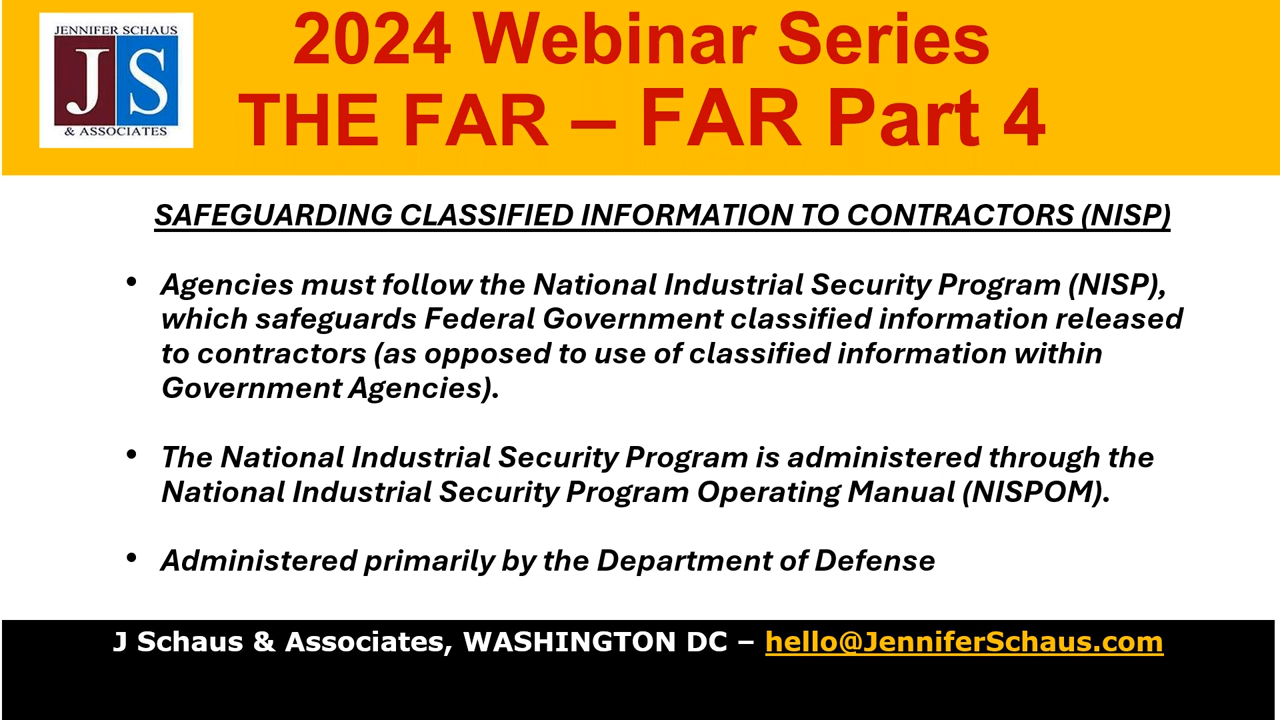 JENNIFER SCHAUS
JS
& ASSOCIATES
2024 Webinar Series
THE FAR – FAR Part 4
SAFEGUARDING CLASSIFIED INFORMATION TO CONTRACTORS (NISP)
• Agencies must follow the National Industrial Security Program (NISP),
which safeguards Federal Government classified information released
to contractors (as opposed to use of classified information within
Government Agencies).
• The National Industrial Security Program is administered through the
National Industrial Security Program Operating Manual (NISPOM).
• Administered primarily by the Department of Defense
J Schaus & Associates, WASHINGTON DC – hello@JenniferSchaus.com